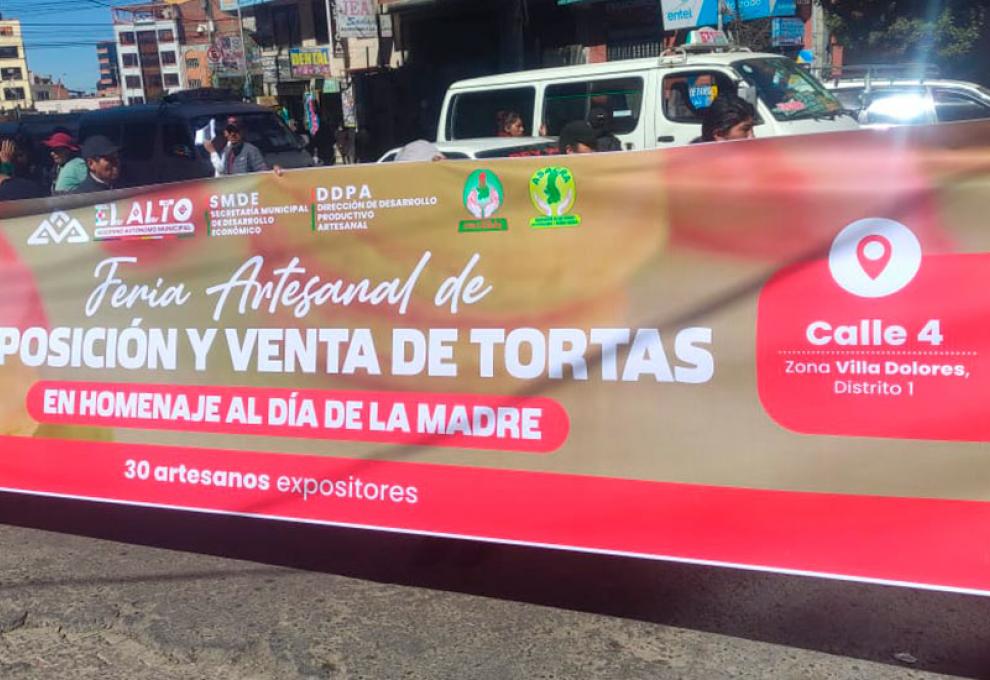 entel
DENTAL
EL ALTO
GOBIERNO AUTÓNOMO MUNICIPAL
SMDE
SECRETARÍA MUNICIPAL
DE DESARROLLO
ECONÓMICO
DDPA
DIRECCIÓN DE DESARROLLO
PRODUCTIVO
ARTESANAL
Feria Artesanal de
POSICIÓN Y VENTA DE TORTAS
EN HOMENAJE AL DÍA DE LA MADRE
30 artesanos expositores
Calle 4
Zona Villa Dolores,
Distrito 1